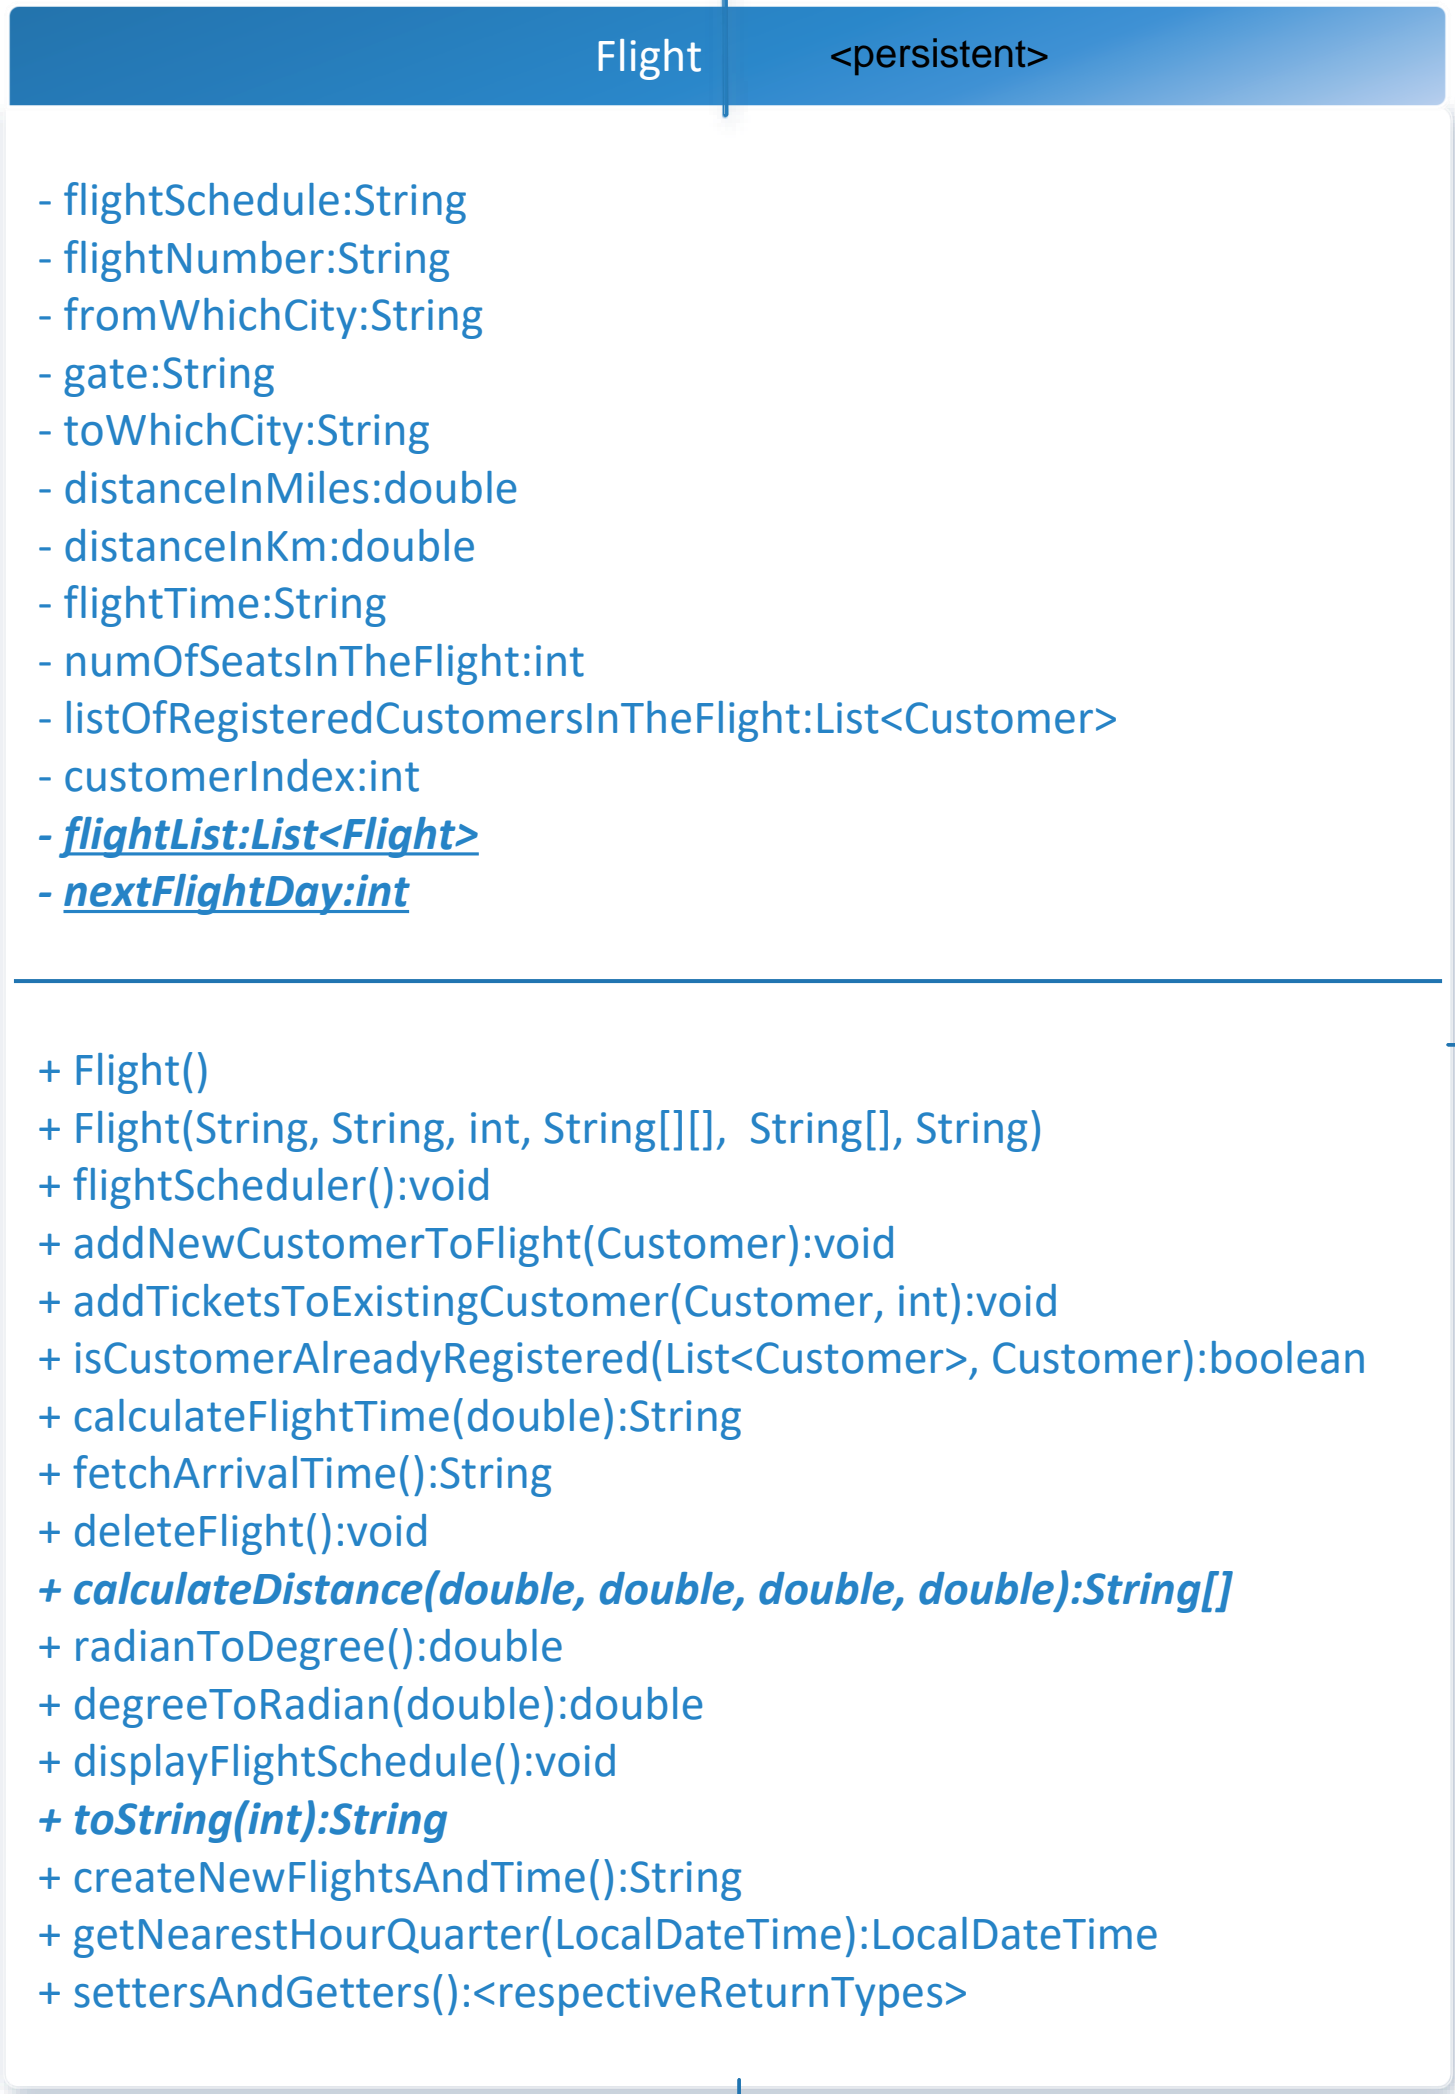 Flight <persistent>
- flightSchedule:String
- flightNumber:String
- fromWhichCity:String
- gate:String
- toWhichCity:String
- distanceInMiles:double
- distanceInKm:double
- flightTime:String
- numOfSeatsInTheFlight:int
- listOfRegisteredCustomersInTheFlight:List<Customer>
- customerIndex:int
- flightList:List<Flight>
- nextFlightDay:int
+ Flight()
+ Flight(String, String, int, String[][], String[], String)
+ flightScheduler():void
+ addNewCustomerToFlight(Customer):void
+ addTicketsToExistingCustomer(Customer, int):void
+ isCustomerAlreadyRegistered(List<Customer>, Customer):boolean
+ calculateFlightTime(double):String
+ fetchArrivalTime():String
+ deleteFlight():void
+ calculateDistance(double, double, double, double):String[]
+ radianToDegree():double
+ degreeToRadian(double):double
+ displayFlightSchedule():void
+ toString(int):String
+ createNewFlightsAndTime():String
+ getNearestHourQuarter(LocalDateTime):LocalDateTime
+ settersAndGetters():<respectiveReturnTypes>